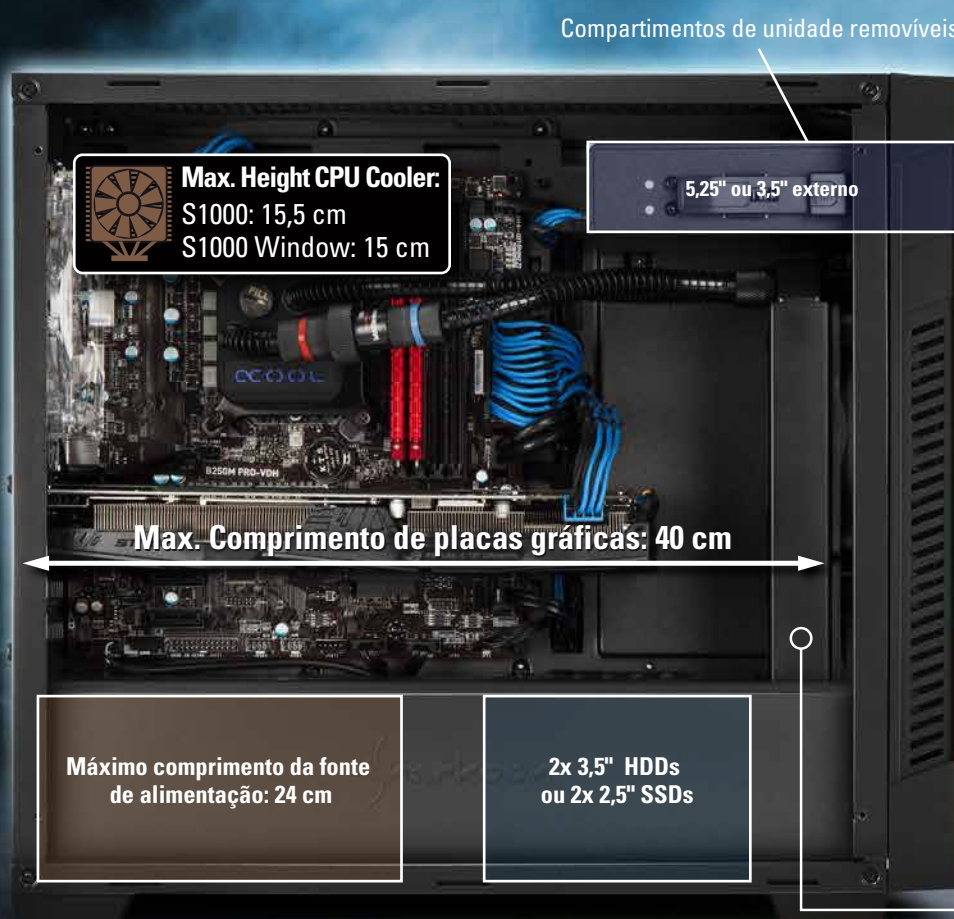 Compartimentos de unidade removíveis
Max. Height CPU Cooler:
S1000: 15,5 cm
S1000 Window: 15 cm
5,25" ou 3,5" externo
FILL
B250M PRO-VDH
Max. Comprimento de placas gráficas: 40 cm
Máximo comprimento da fonte
de alimentação: 24 cm
2x 3,5" HDDs
ou 2x 2,5" SSDs